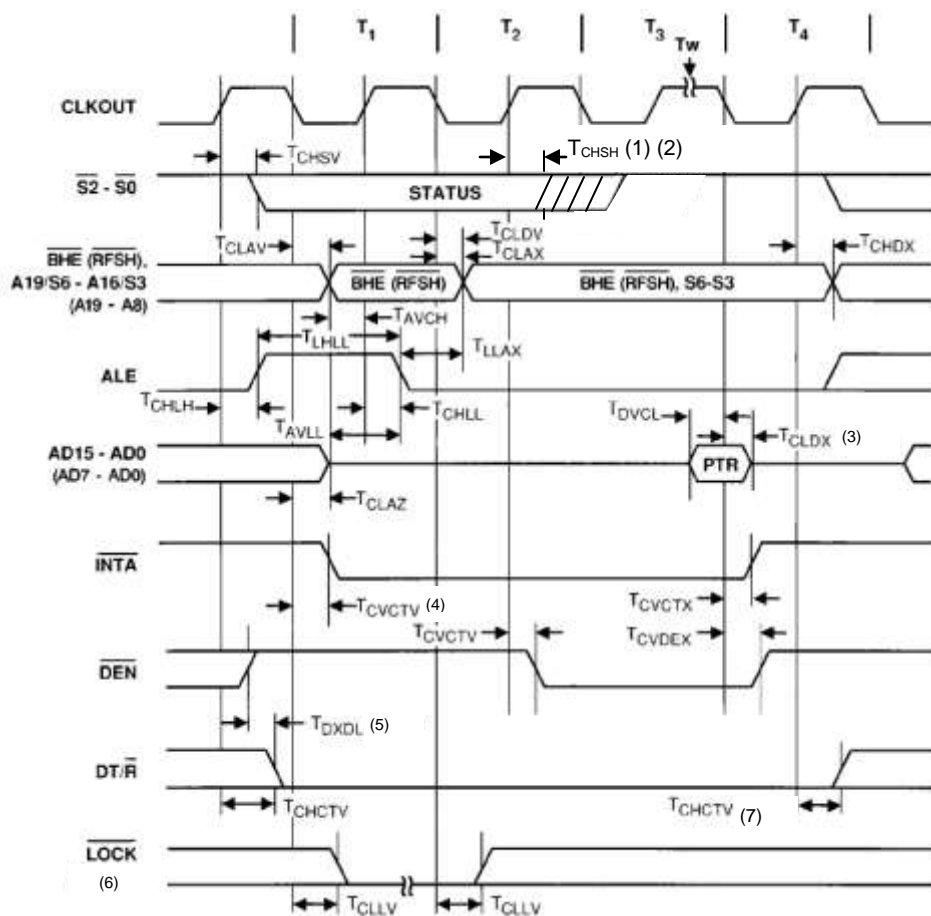 T1 T2 T3 T4
Tw
CLKOUT
TCHSV
TCHSH (1) (2)
S2 - S0
STATUS
TCLDV
TCLAV
TCLAX
TCHDX
BHE (RFSH),
A19/S6 - A16/S3
(A19 - A8)
BHE (RFSH)
BHE (RFSH), S6-S3
TAVCH
TLHLL
TLLAX
ALE
TCHLH
TCHLL
TDVCL
TAVLL
TCLDX (3)
AD15 - AD0
(AD7 - AD0)
PTR
TCLAZ
INTA
TCVCTV (4)
TCVCTX
TCVCTV
TCVDEX
DEN
TDXDL (5)
DT/R
TCHCTV
TCHCTV (7)
LOCK
(6)
TCLLV
TCLLV